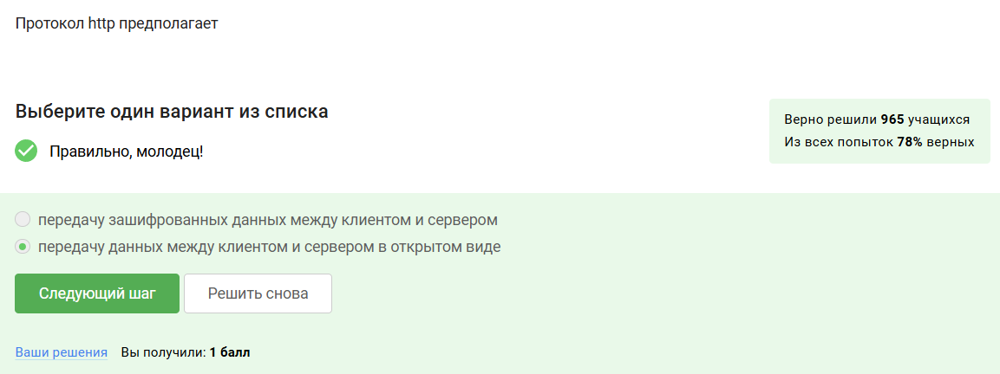 Протокол http предполагает
Выберите один вариант из списка
Правильно, молодец!
Верно решили 965 учащихся
Из всех попыток 78% верных
передачу зашифрованных данных между клиентом и сервером
передачу данных между клиентом и сервером в открытом виде
Следующий шаг
Решить снова
Ваши решения
Вы получили: 1 балл